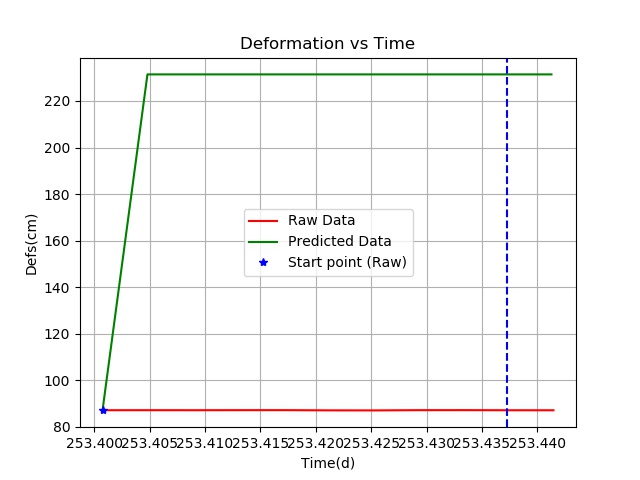 Deformation vs Time
Defs(cm)
220
200
180
160
140
120
100
80
Raw Data
Predicted Data
Start point (Raw)
253.400 253.405 253.410 253.415 253.420 253.425 253.430 253.435 253.440
Time(d)